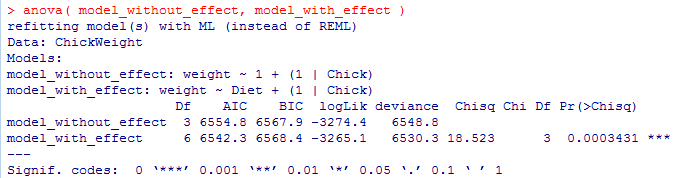 > anova( model_without_effect, model_with_effect )
refitting model(s) with ML (instead of REML)
Data: ChickWeight
Models:
model_without_effect: weight ~ 1 + (1 | Chick)
model_with_effect: weight ~ Diet + (1 | Chick)
                     Df    AIC    BIC  logLik deviance  Chisq Chi Df Pr(>Chisq)
model_without_effect  3 6554.8 6567.9 -3274.4   6548.8
model_with_effect     6 6542.3 6568.4 -3265.1   6530.3 18.523      3  0.0003431 ***
---
Signif. codes:  0 ‘***’ 0.001 ‘**’ 0.01 ‘*’ 0.05 ‘.’ 0.1 ‘ ’ 1